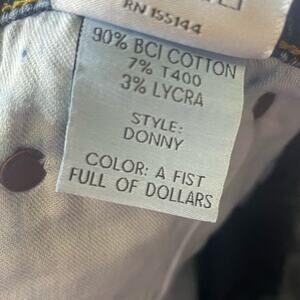 RN 155144
90% BCI COTTON
7% T400
3% LYCRA
STYLE:
DONNY
COLOR: A FIST
FULL OF DOLLARS